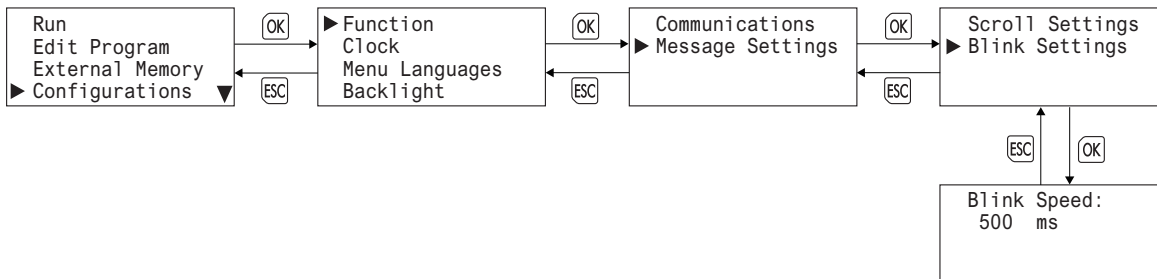 Run
Edit Program
External Memory
Configurations
OK
ESC
Function
Clock
Menu Languages
Backlight
OK
ESC
Communications
Message Settings
OK
ESC
Scroll Settings
Blink Settings
ESC
OK
Blink Speed:
500 ms